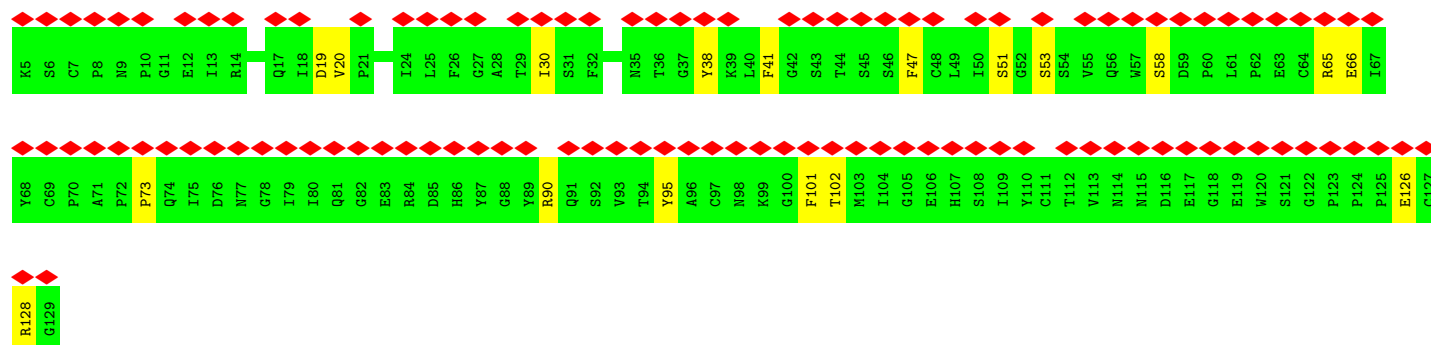 K5 S6 C7 P8 N9 P10 G11 E12 I13 R14 Q17 I18 D19 V20 P21 I24 L25 F26 G27 A28 T29 I30 S31 F32 N35 T36 G37 Y38 K39 L40 F41 G42 S43 T44 S45 S46 F47 C48 L49 I50 S51 G52 S53 S54 V55 Q56 W57 S58 D59 P60 L61 P62 E63 C64 R65 E66 I67
Y68 C69 P70 A71 P72 P73 Q74 I75 D76 N77 G78 I79 I80 Q81 G82 E83 R84 D85 H86 Y87 G88 Y89 R90 Q91 S92 V93 T94 Y95 A96 C97 N98 K99 G100 F101 T102 M103 I104 G105 E106 H107 S108 I109 Y110 C111 T112 V113 N114 N115 D116 E117 G118 E119 W120 S121 G122 P123 P124 P125 E126 C127
R128 G129